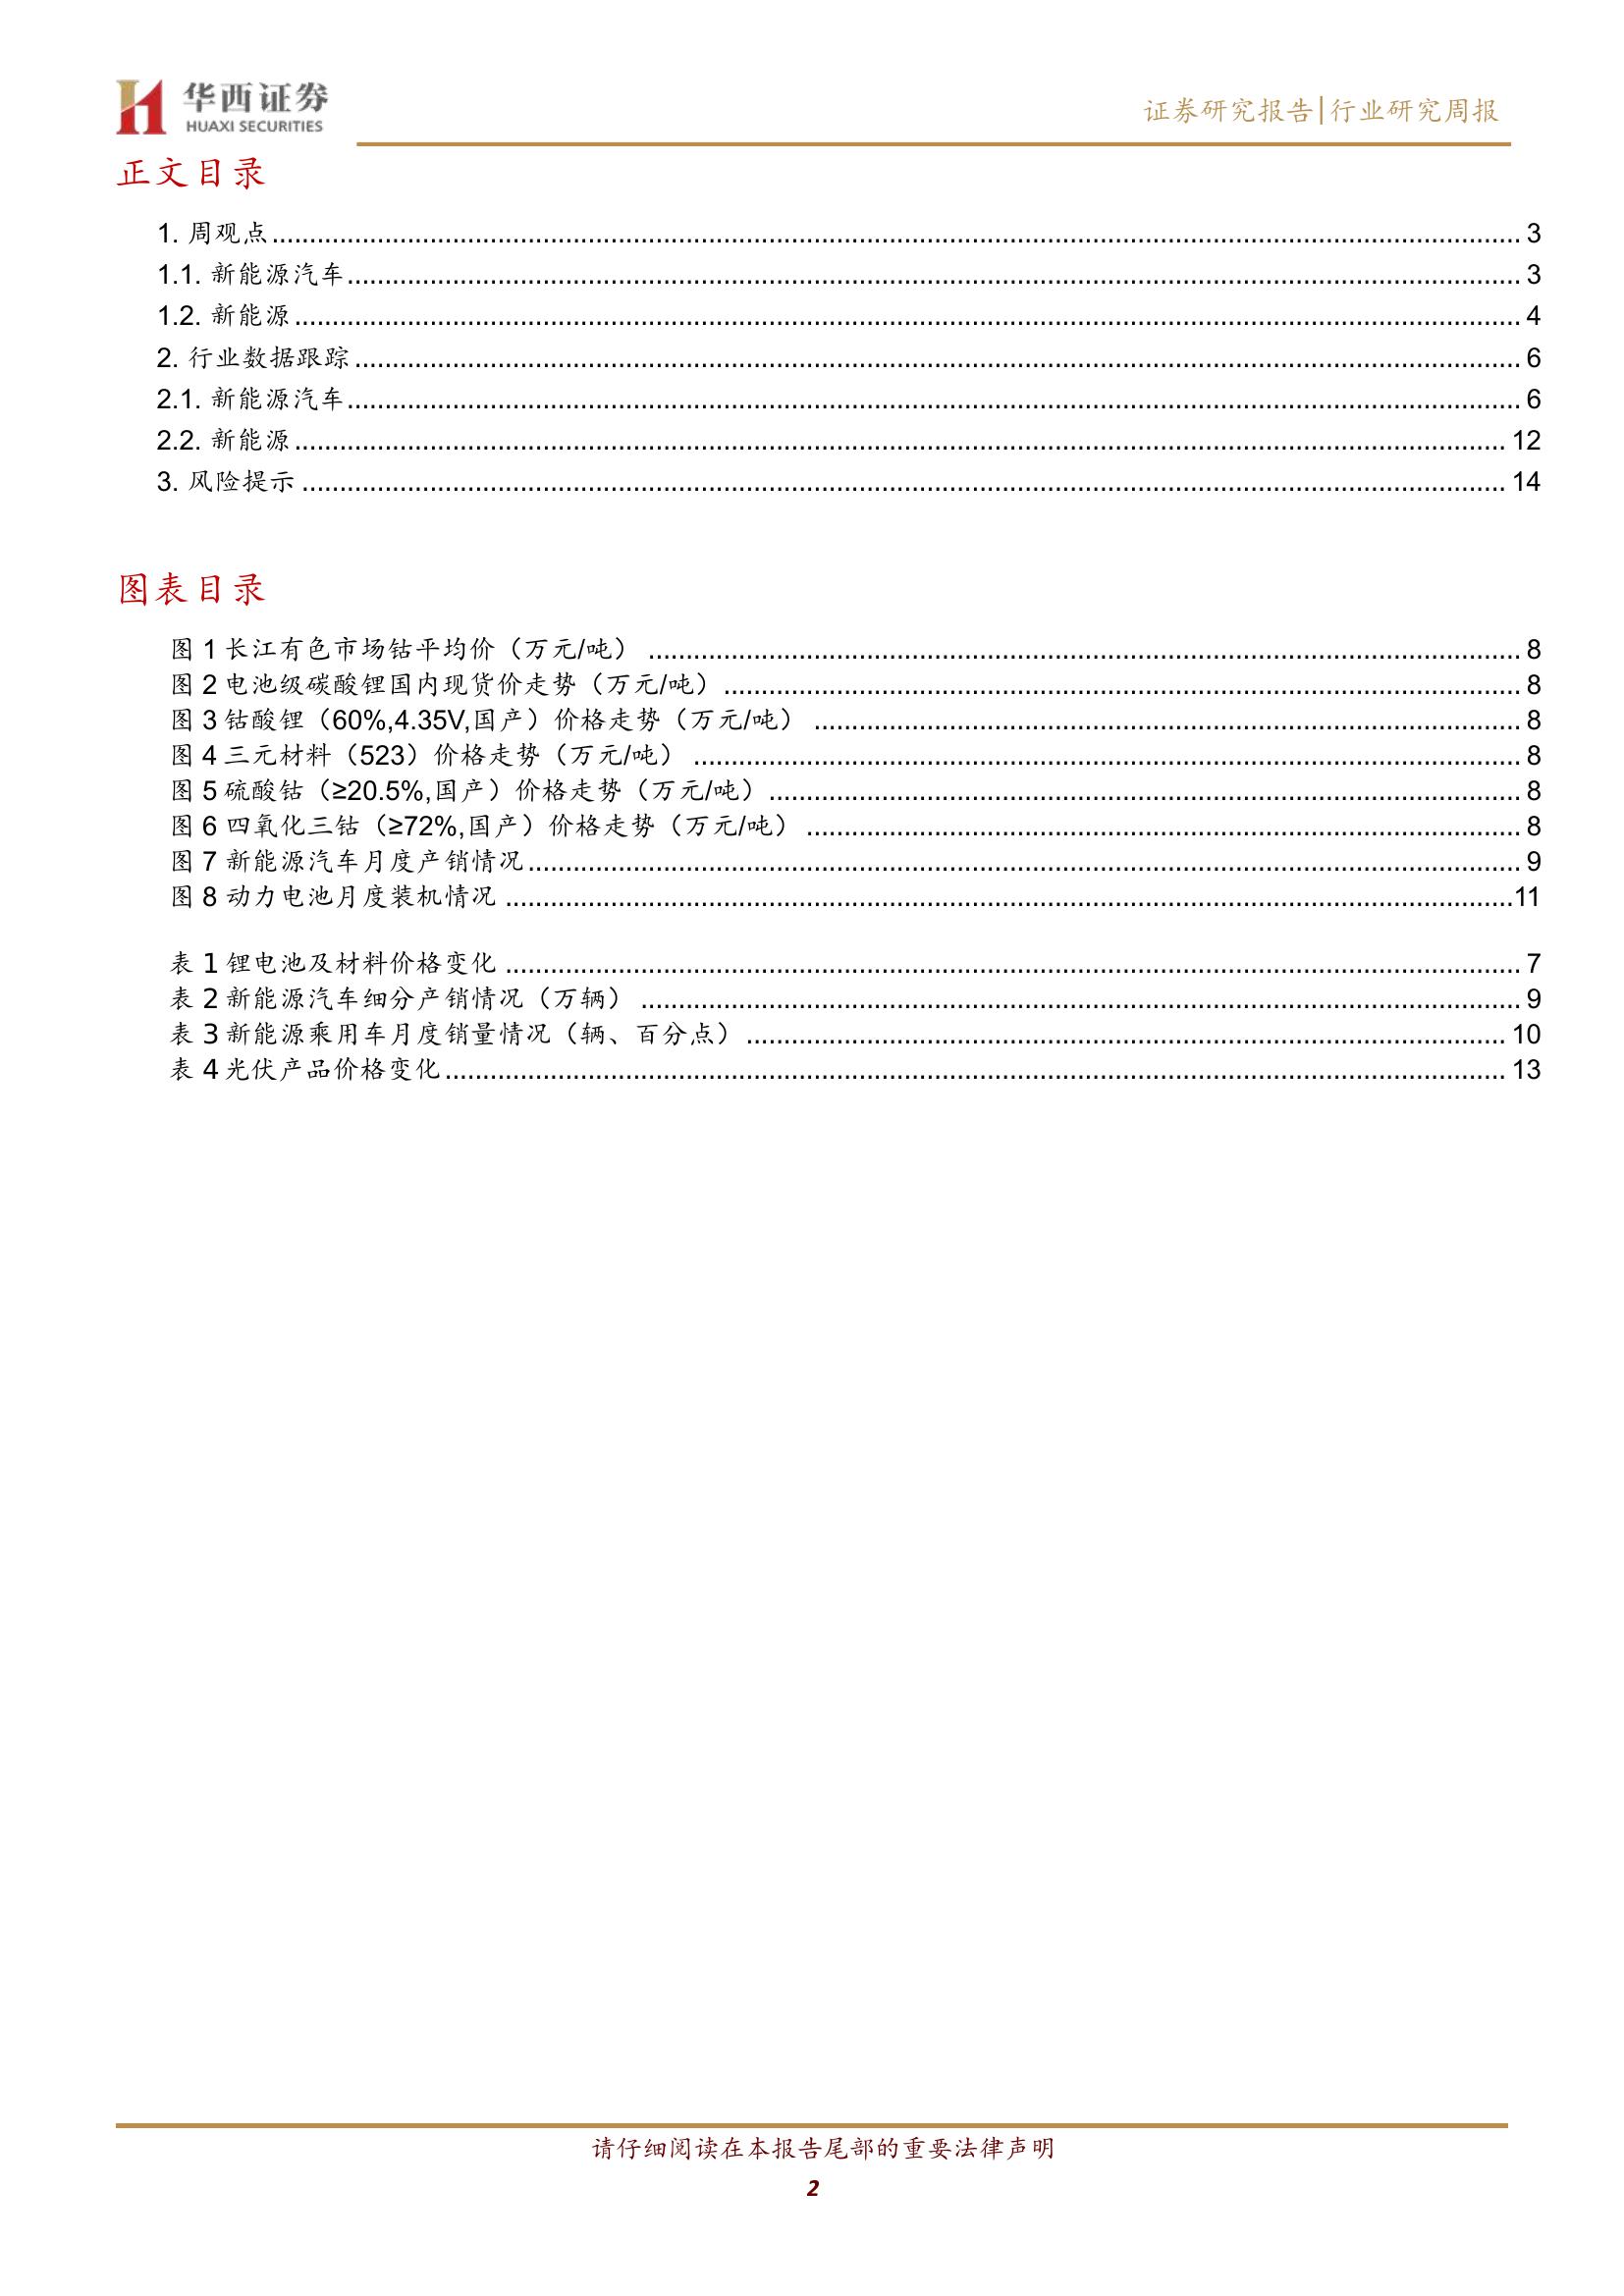 华西证券
HUAXI SECURITIES
证券研究报告|行业研究周报
正文目录
1. 周观点 ........ 3
1.1. 新能源汽车 ........ 3
1.2. 新能源 ........ 4
2. 行业数据跟踪 ........ 6
2.1. 新能源汽车 ........ 6
2.2. 新能源 ........ 12
3. 风险提示 ........ 14
图表目录
图 1 长江有色市场钴平均价（万元/吨） ........ 8
图 2 电池级碳酸锂国内现货价走势（万元/吨） ........ 8
图 3 钴酸锂（60%,4.35V,国产）价格走势（万元/吨） ........ 8
图 4 三元材料（523）价格走势（万元/吨） ........ 8
图 5 硫酸钴（≥20.5%,国产）价格走势（万元/吨） ........ 8
图 6 四氧化三钴（≥72%,国产）价格走势（万元/吨） ........ 8
图 7 新能源汽车月度产销情况 ........ 9
图 8 动力电池月度装机情况 ........ 11
表 1 锂电池及材料价格变化 ........ 7
表 2 新能源汽车细分产销情况（万辆） ........ 9
表 3 新能源乘用车月度销量情况（辆、百分点） ........ 10
表 4 光伏产品价格变化 ........ 13
请仔细阅读在本报告尾部的重要法律声明
2